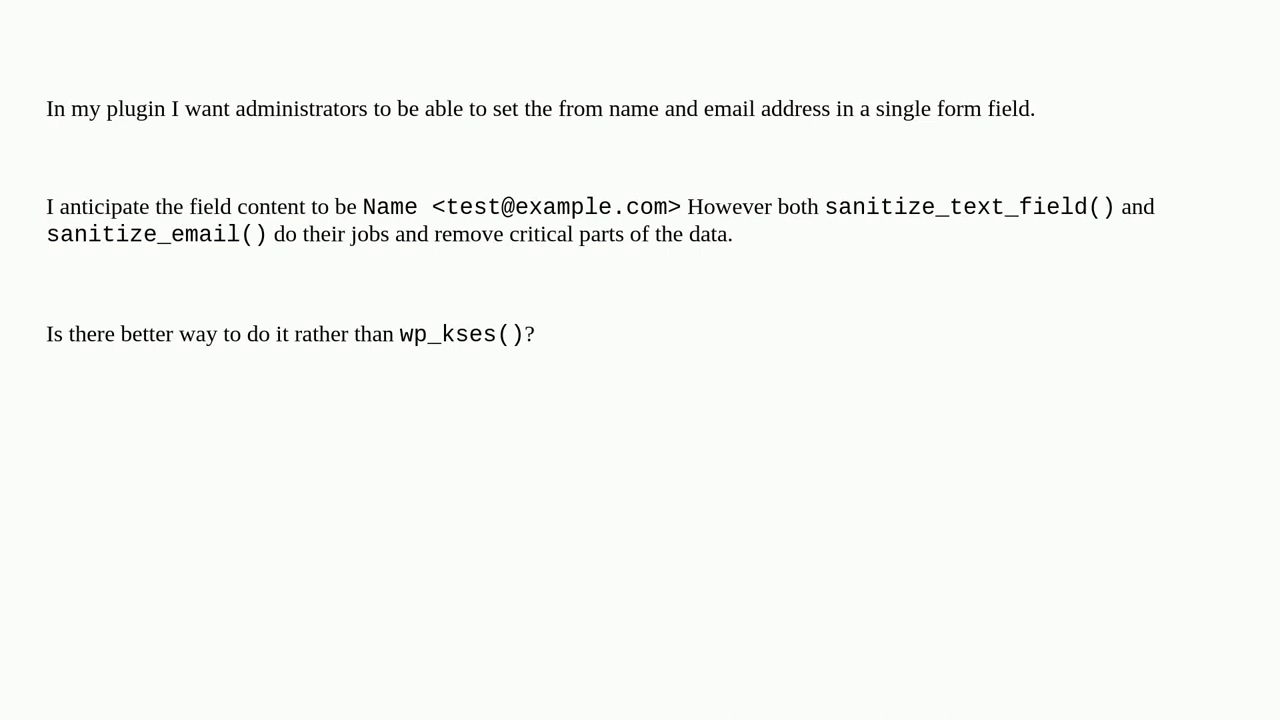 In my plugin I want administrators to be able to set the from name and email address in a single form field.
I anticipate the field content to be Name <test@example.com> However both sanitize_text_field() and
sanitize_email() do their jobs and remove critical parts of the data.
Is there better way to do it rather than wp_kses()?